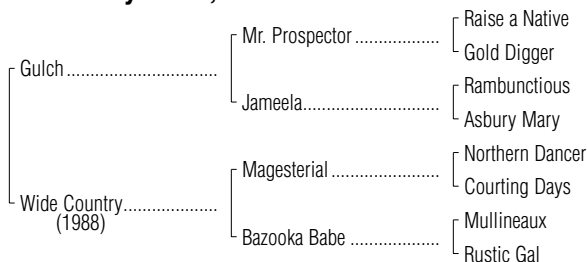 Raise a Native
Mr. Prospector ...................
Gold Digger
Gulch ..................................
Rambunctious
Jameela...............................
Asbury Mary
Northern Dancer
Magesterial ........................
Courting Days
Wide Country.....................
(1988)
Mullineaux
Bazooka Babe ....................
Rustic Gal